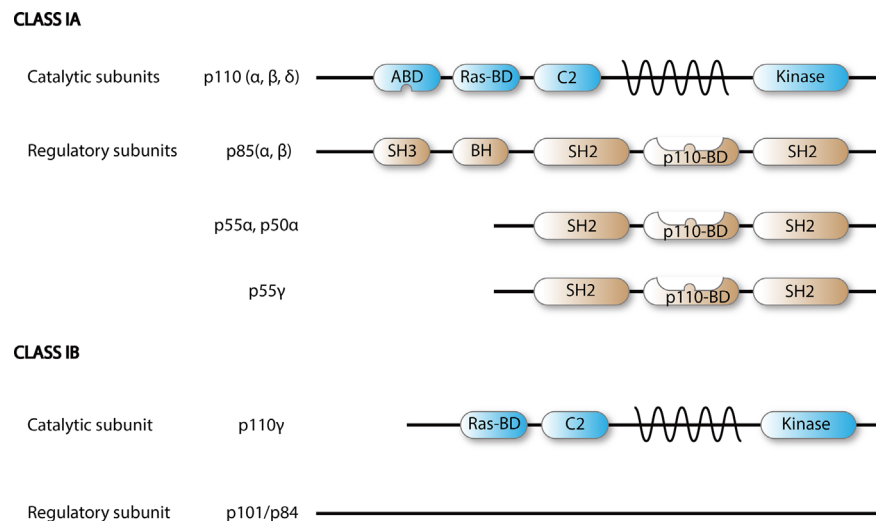 CLASS IA
Catalytic subunits p110 (α, β, δ) ABD Ras-BD C2 Kinase
Regulatory subunits p85(α, β) SH3 BH SH2 p110-BD SH2
p55α, p50α SH2 p110-BD SH2
p55γ SH2 p110-BD SH2
CLASS IB
Catalytic subunit p110γ Ras-BD C2 Kinase
Regulatory subunit p101/p84